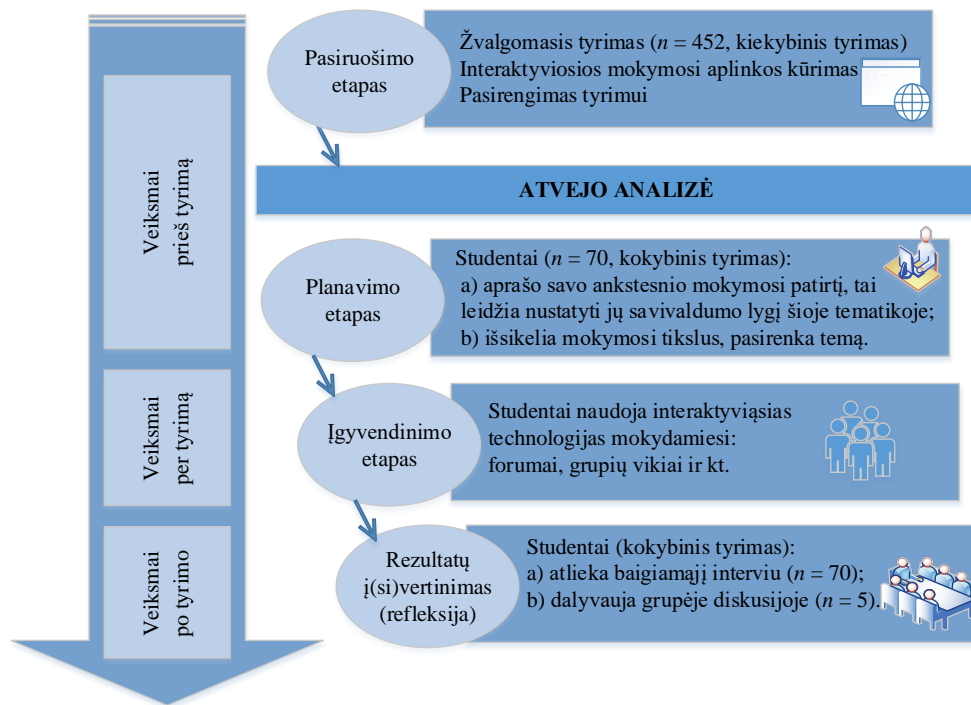 Veiksmai
prieš tyrimą
Veiksmai
per tyrimą
Veiksmai
po tyrimo
Pasiruošimo
etapas
Žvalgomasis tyrimas (n = 452, kiekybinis tyrimas)
Interaktyviosios mokymosi aplinkos kūrimas
Pasirengimas tyrimui
ATVEJO ANALIZĖ
Planavimo
etapas
Studentai (n = 70, kokybinis tyrimas):
a) aprašo savo ankstesnio mokymosi patirtį, tai
leidžia nustatyti jų savivaldumo lygį šioje tematikoje;
b) išsikelia mokymosi tikslus, pasirenka temą.
Įgyvendinimo
etapas
Studentai naudoja interaktyviąsias
technologijas mokydamiesi:
forumai, grupių vikiai ir kt.
Rezultatų
į(si)vertinimas
(refleksija)
Studentai (kokybinis tyrimas):
a) atlieka baigiamąjį interviu (n = 70);
b) dalyvauja grupėje diskusijoje (n = 5).